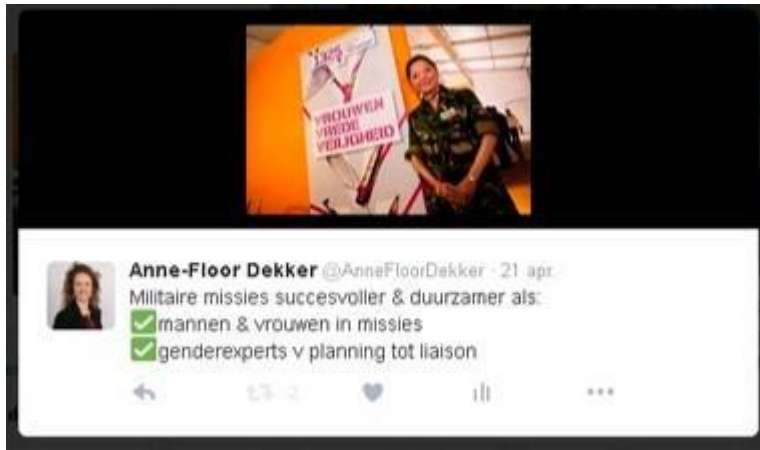 1325
VROUWEN
VREDE
VEILIGHEID
Anne-Floor Dekker @AnneFloorDekker · 21 apr.
Militaire missies succesvoller & duurzamer als:
✅mannen & vrouwen in missies
✅genderexperts v planning tot liaison
2